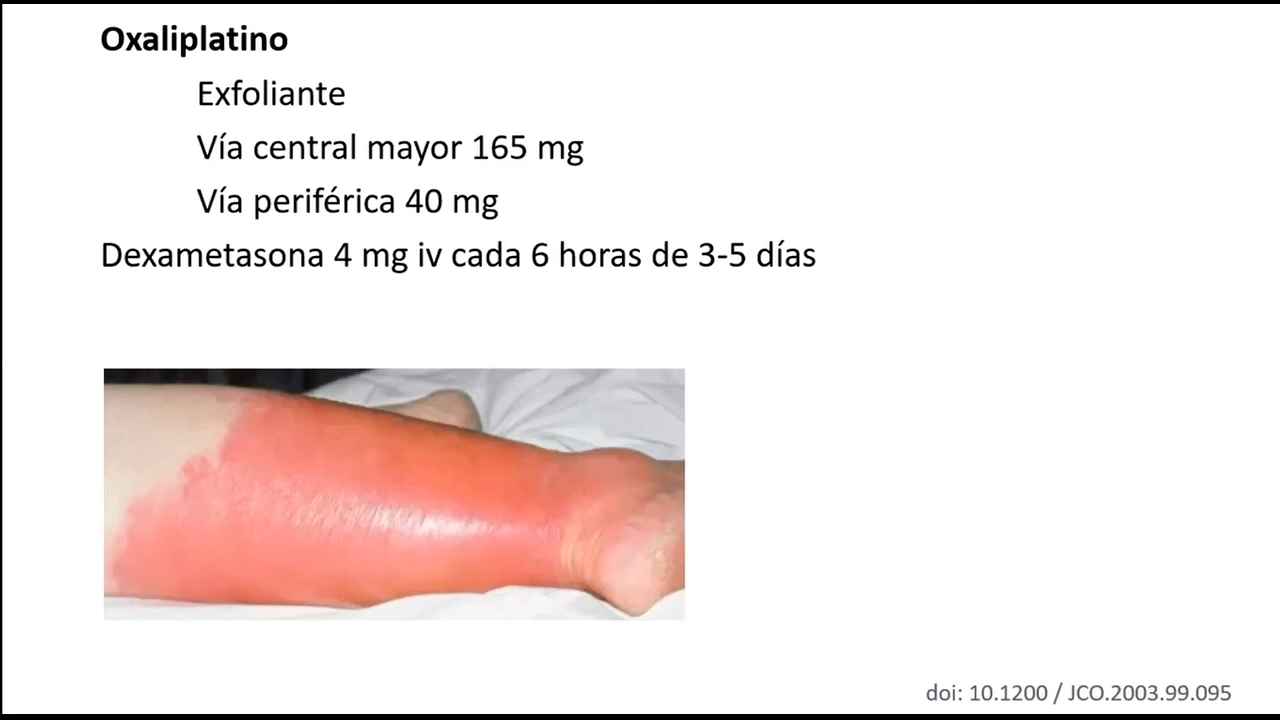 Oxaliplatino
Exfoliante
Vía central mayor 165 mg
Vía periférica 40 mg
Dexametasona 4 mg iv cada 6 horas de 3-5 días
doi: 10.1200 / JCO.2003.99.095